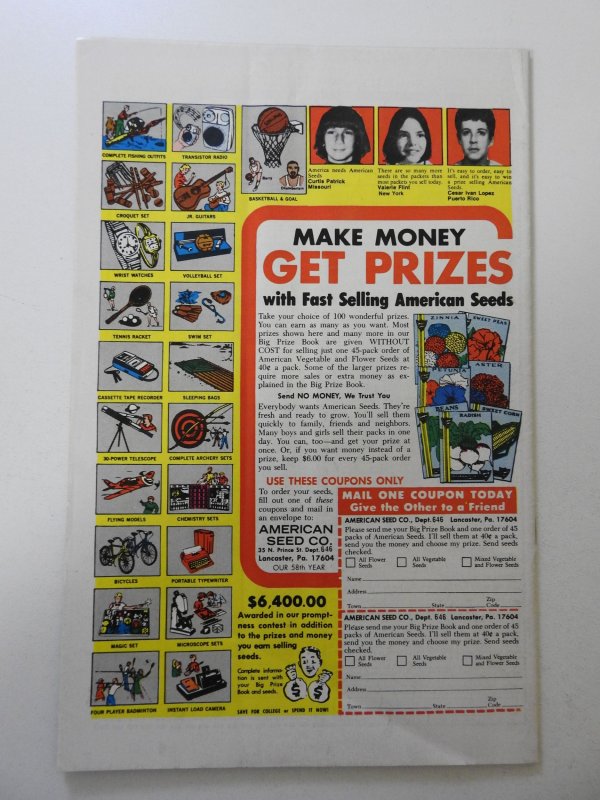 COMPLETE FISHING OUTFITS
TRANSISTOR RADIO
CROQUET SET
JR. GUITARS
WRIST WATCHES
VOLLEYBALL SET
TENNIS RACKET
SWIM SET
CASSETTE TAPE RECORDER
SLEEPING BAGS
30-POWER TELESCOPE
COMPLETE ARCHERY SETS
FLYING MODELS
CHEMISTRY SETS
BICYCLES
PORTABLE TYPEWRITER
MAGIC SET
MICROSCOPE SETS
FOUR PLAYER BADMINTON
INSTANT LOAD CAMERA
BASKETBALL & GOAL
America needs American
Seeds
Curtis Patrick
Missouri
There are so many more
seeds in the packets than
most packets you sell today.
Valerie Flint
New York
It's easy to order, easy to
sell, and it's easy to win
a prize selling American
Seeds.
Cesar Ivan Lopez
Puerto Rico
MAKE MONEY
GET PRIZES
with Fast Selling American Seeds
Take your choice of 100 wonderful prizes.
You can earn as many as you want. Most
prizes shown here and many more in our
Big Prize Book are given WITHOUT
COST for selling just one 45-pack order of
American Vegetable and Flower Seeds at
40¢ a pack. Some of the larger prizes re-
quire more sales or extra money as ex-
plained in the Big Prize Book.
Send NO MONEY, We Trust You
Everybody wants American Seeds. They're
fresh and ready to grow. You'll sell them
quickly to family, friends and neighbors.
Many boys and girls sell their packs in one
day. You can, too—and get your prize at
once. Or, if you want money instead of a
prize, keep $6.00 for every 45-pack order
you sell.
ZINNIA
SWEET PEAS
PETUNIA
ASTER
BEANS
RADISH
SWEET CORN
USE THESE COUPONS ONLY
To order your seeds,
fill out one of these
coupons and mail in
an envelope to:
AMERICAN
SEED CO.
35 N. Prince St. Dept. 646
Lancaster, Pa. 17604
OUR 58th YEAR
$6,400.00
Awarded in our prompt-
ness contest in addition
to the prizes and money
you earn selling
seeds.
Complete informa-
tion is sent with
your Big Prize
Book and seeds.
$ $
SAVE FOR COLLEGE or SPEND IT NOW!
MAIL ONE COUPON TODAY
Give the Other to a Friend
AMERICAN SEED CO., Dept. 646 Lancaster, Pa. 17604
Please send me your Big Prize Book and one order of 45
packs of American Seeds. I'll sell them at 40¢ a pack,
send you the money and choose my prize. Send seeds
checked.
All Flower Seeds
All Vegetable Seeds
Mixed Vegetable and Flower Seeds
Name
Address
Town State Zip Code
AMERICAN SEED CO., Dept. 646 Lancaster, Pa. 17604
Please send me your Big Prize Book and one order of 45
packs of American Seeds. I'll sell them at 40¢ a pack,
send you the money and choose my prize. Send seeds
checked.
All Flower Seeds
All Vegetable Seeds
Mixed Vegetable and Flower Seeds
Name
Address
Town State Zip Code